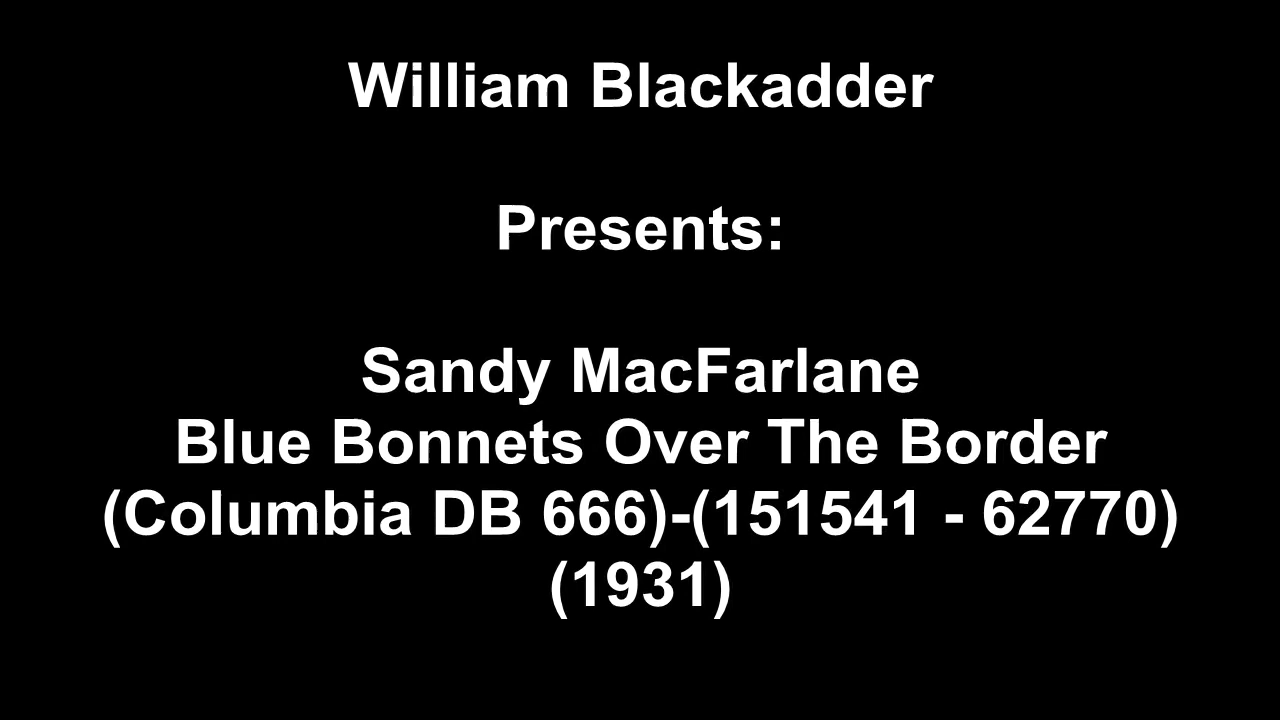 William Blackadder
Presents:
Sandy MacFarlane
Blue Bonnets Over The Border
(Columbia DB 666)-(151541 - 62770)
(1931)